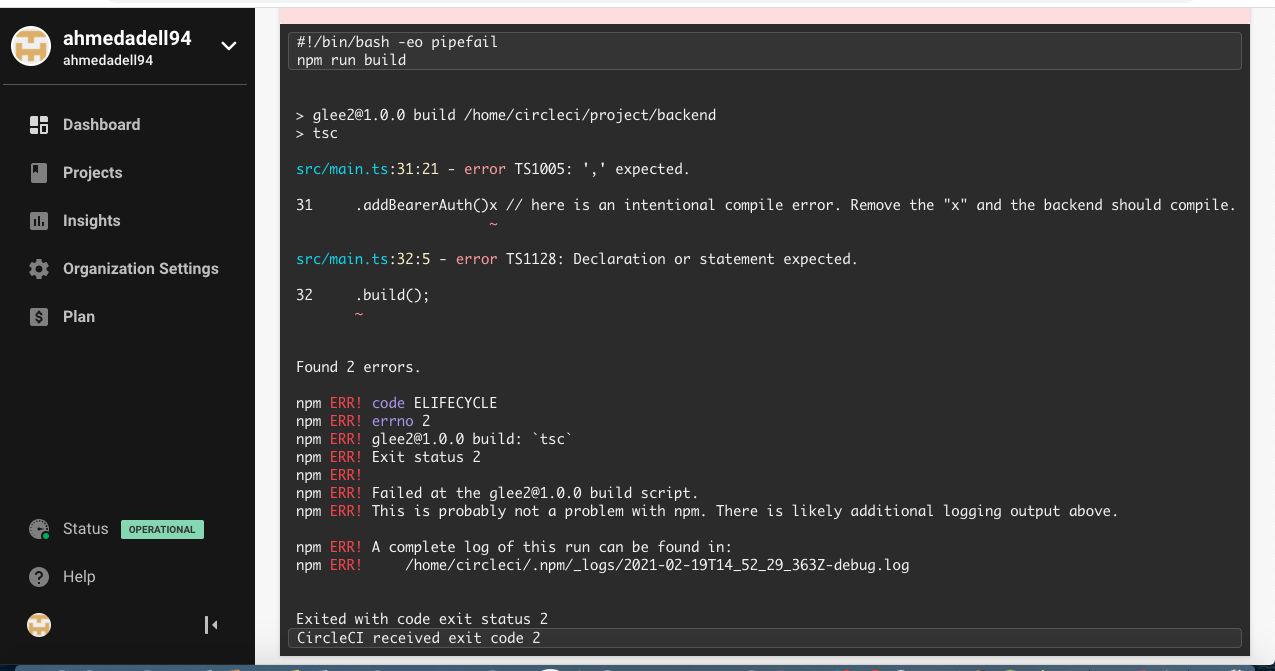 ahmedadell94
ahmedadell94
Dashboard
Projects
Insights
Organization Settings
Plan
Status OPERATIONAL
Help
#!/bin/bash -eo pipefail
npm run build
> glee2@1.0.0 build /home/circleci/project/backend
> tsc
src/main.ts:31:21 - error TS1005: ',' expected.
31     .addBearerAuth()x // here is an intentional compile error. Remove the "x" and the backend should compile.
~
src/main.ts:32:5 - error TS1128: Declaration or statement expected.
32     .build();
~
Found 2 errors.
npm ERR! code ELIFECYCLE
npm ERR! errno 2
npm ERR! glee2@1.0.0 build: `tsc`
npm ERR! Exit status 2
npm ERR!
npm ERR! Failed at the glee2@1.0.0 build script.
npm ERR! This is probably not a problem with npm. There is likely additional logging output above.
npm ERR! A complete log of this run can be found in:
npm ERR!     /home/circleci/.npm/_logs/2021-02-19T14_52_29_363Z-debug.log
Exited with code exit status 2
CircleCI received exit code 2